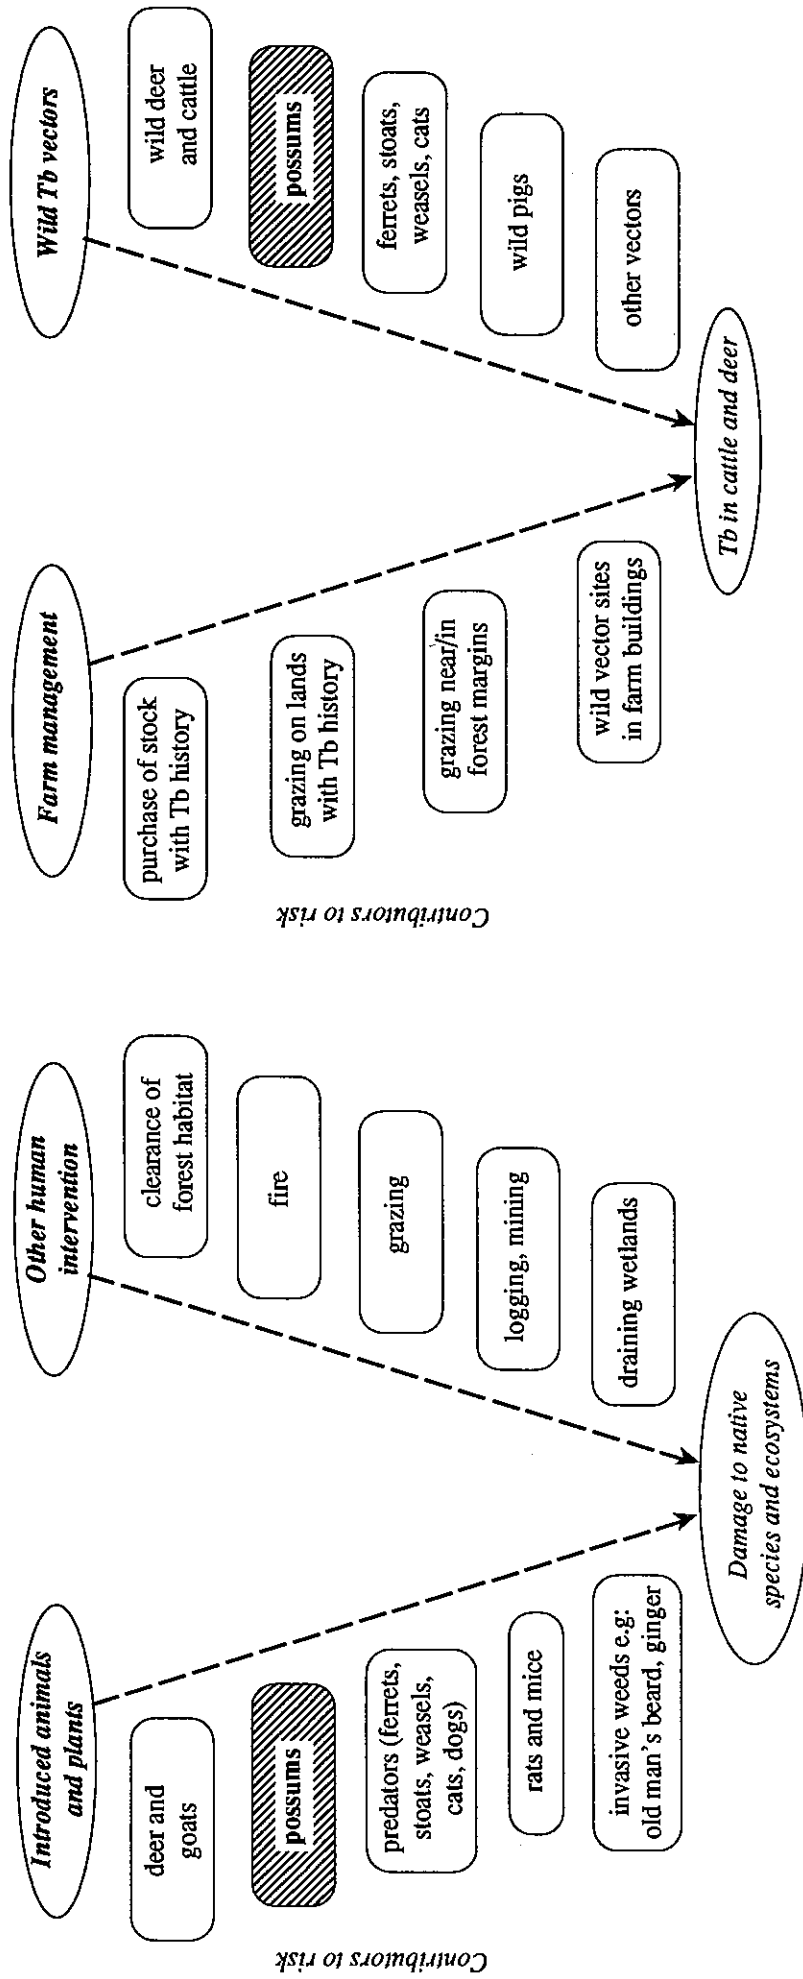 Introduced animals
and plants
Other human
intervention
Contributors to risk
deer and
goats
possums
predators (ferrets,
stoats, weasels,
cats, dogs)
rats and mice
invasive weeds e.g:
old man's beard, ginger
clearance of
forest habitat
fire
grazing
logging, mining
draining wetlands
Damage to native
species and ecosystems
Farm management
Wild Tb vectors
Contributors to risk
purchase of stock
with Tb history
grazing on lands
with Tb history
grazing near/in
forest margins
wild vector sites
in farm buildings
wild deer
and cattle
possums
ferrets, stoats,
weasels, cats
wild pigs
other vectors
Tb in cattle and deer